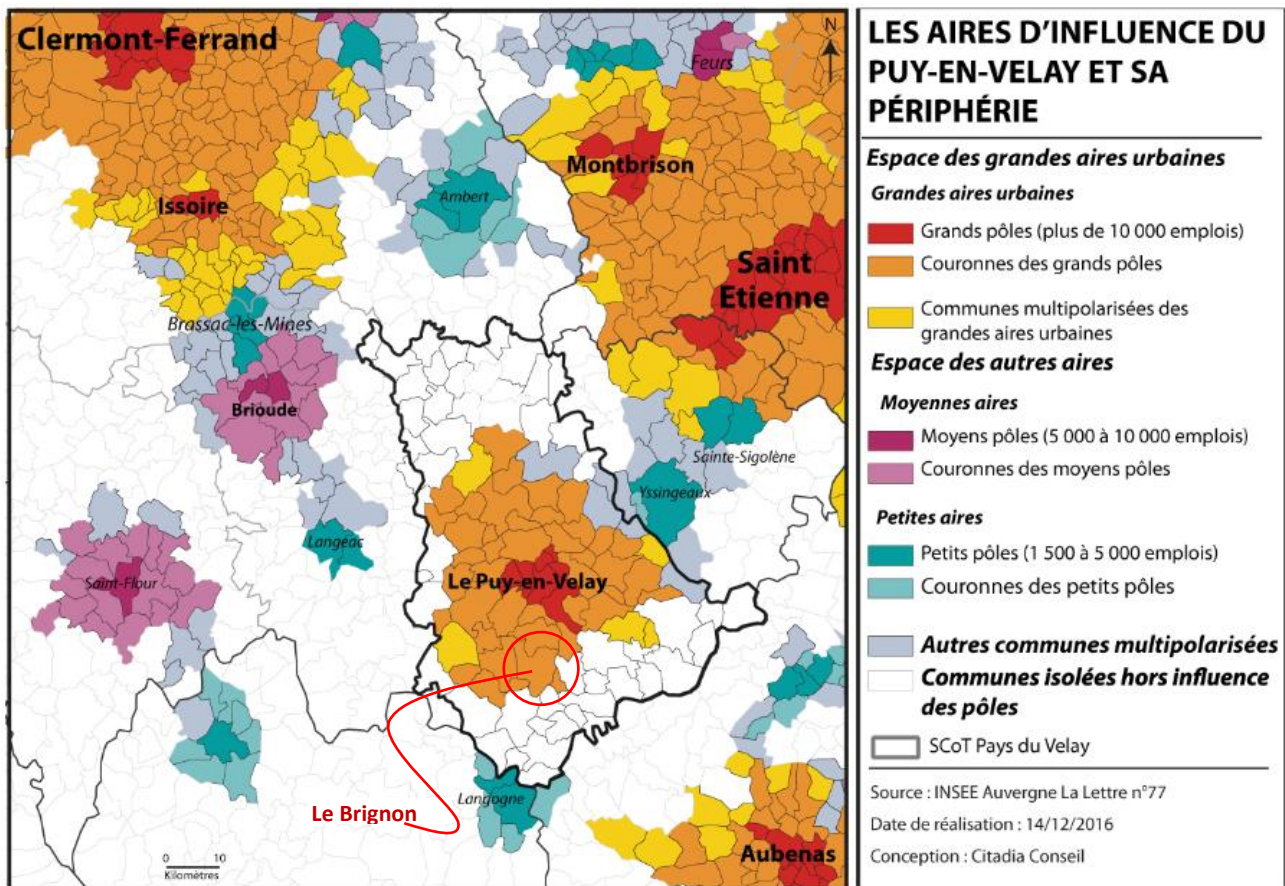 Clermont-Ferrand
N
Feurs
Montbrison
Ambert
Issoire
Saint
Etienne
Brassac-les-Mines
Brioude
Sainte-Sigolène
Yssingeaux
Langeac
Le Puy-en-Velay
Saint-Flour
Langogne
Le Brignon
Aubenas
0 10
Kilomètres
LES AIRES D'INFLUENCE DU
PUY-EN-VELAY ET SA
PÉRIPHÉRIE
Espace des grandes aires urbaines
Grandes aires urbaines
Grands pôles (plus de 10 000 emplois)
Couronnes des grands pôles
Communes multipolarisées des
grandes aires urbaines
Espace des autres aires
Moyennes aires
Moyens pôles (5 000 à 10 000 emplois)
Couronnes des moyens pôles
Petites aires
Petits pôles (1 500 à 5 000 emplois)
Couronnes des petits pôles
Autres communes multipolarisées
Communes isolées hors influence
des pôles
SCoT Pays du Velay
Source : INSEE Auvergne La Lettre n°77
Date de réalisation : 14/12/2016
Conception : Citadia Conseil